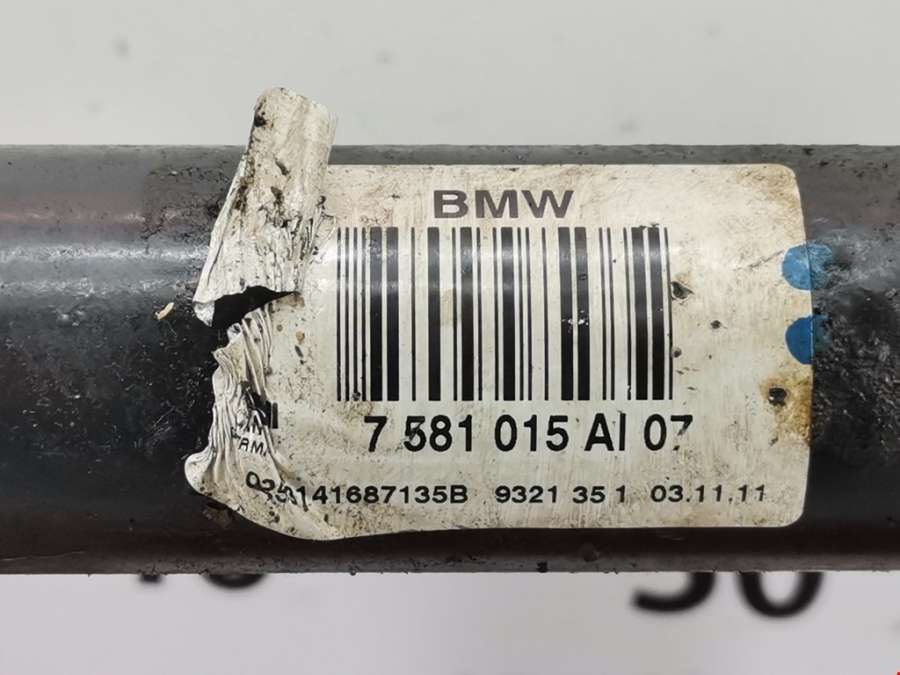 BMW
7 581 015 AI 07
141687135B 9321 35 1 03.11.11